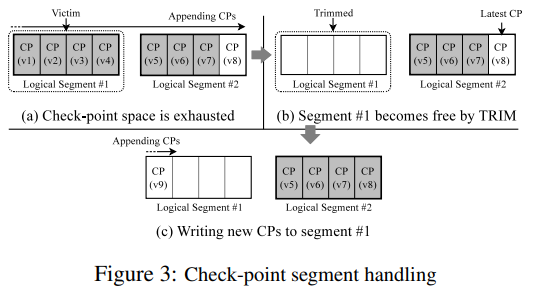 Victim
Appending CPs
CP (v1) CP (v2) CP (v3) CP (v4) CP (v5) CP (v6) CP (v7) CP (v8)
Logical Segment #1 Logical Segment #2
(a) Check-point space is exhausted
Trimmed
Latest CP
CP (v5) CP (v6) CP (v7) CP (v8)
Logical Segment #1 Logical Segment #2
(b) Segment #1 becomes free by TRIM
Appending CPs
CP (v9) CP (v5) CP (v6) CP (v7) CP (v8)
Logical Segment #1 Logical Segment #2
(c) Writing new CPs to segment #1
Figure 3: Check-point segment handling